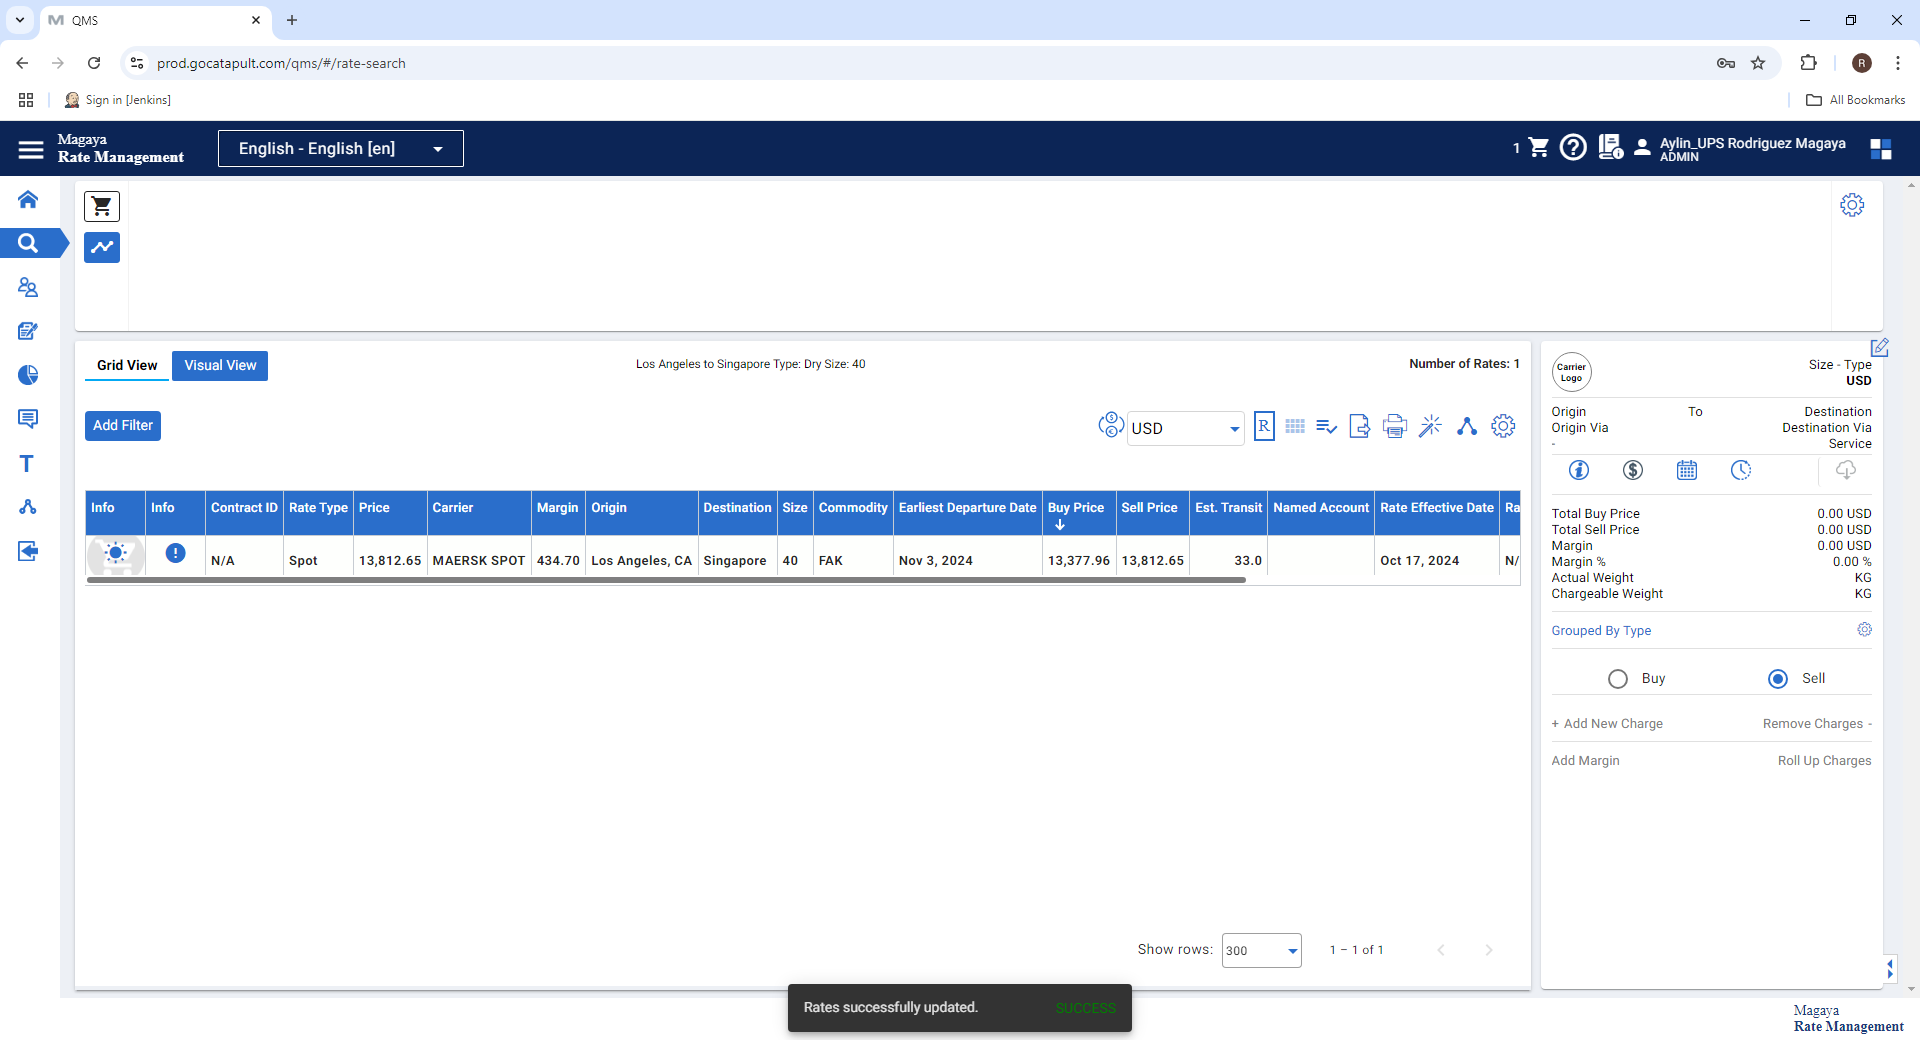 QMS
prod.gocatapult.com/qms/#/rate-search
R
Sign in [Jenkins]
All Bookmarks
Magaya
Rate Management
English - English [en]
1
Aylin_UPS Rodriguez Magaya
ADMIN
Grid View
Visual View
Los Angeles to Singapore Type: Dry Size: 40
Number of Rates: 1
Add Filter
USD
R
Info Info Contract ID Rate Type Price Carrier Margin Origin Destination Size Commodity Earliest Departure Date Buy Price Sell Price Est. Transit Named Account Rate Effective Date Ra
N/A Spot 13,812.65 MAERSK SPOT 434.70 Los Angeles, CA Singapore 40 FAK Nov 3, 2024 13,377.96 13,812.65 33.0 Oct 17, 2024 N/
Show rows: 300 1 – 1 of 1
Carrier
Logo
Size - Type
USD
Origin To Destination
Origin Via Destination Via
- Service
Total Buy Price 0.00 USD
Total Sell Price 0.00 USD
Margin 0.00 USD
Margin % 0.00 %
Actual Weight KG
Chargeable Weight KG
Grouped By Type
Buy Sell
+ Add New Charge Remove Charges -
Add Margin Roll Up Charges
Rates successfully updated. SUCCESS
Magaya
Rate Management